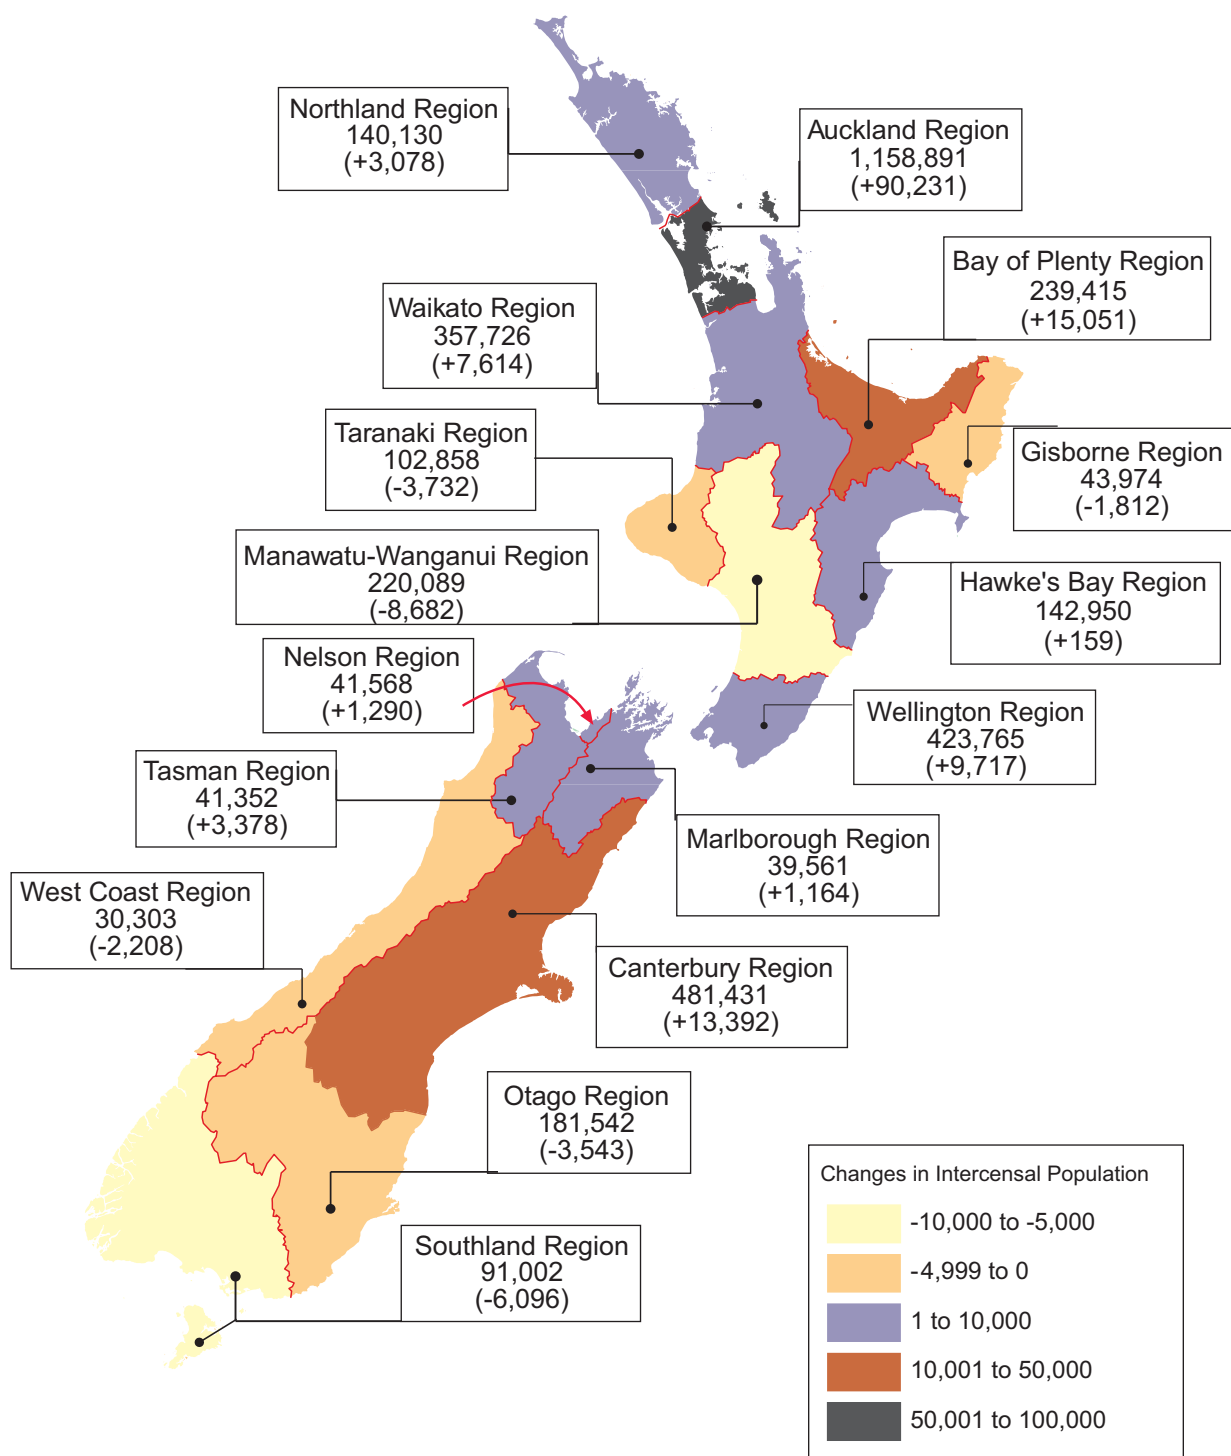 Northland Region
140,130
(+3,078)
Auckland Region
1,158,891
(+90,231)
Bay of Plenty Region
239,415
(+15,051)
Waikato Region
357,726
(+7,614)
Taranaki Region
102,858
(-3,732)
Gisborne Region
43,974
(-1,812)
Manawatu-Wanganui Region
220,089
(-8,682)
Hawke's Bay Region
142,950
(+159)
Nelson Region
41,568
(+1,290)
Wellington Region
423,765
(+9,717)
Tasman Region
41,352
(+3,378)
Marlborough Region
39,561
(+1,164)
West Coast Region
30,303
(-2,208)
Canterbury Region
481,431
(+13,392)
Otago Region
181,542
(-3,543)
Southland Region
91,002
(-6,096)
Changes in Intercensal Population
-10,000 to -5,000
-4,999 to 0
1 to 10,000
10,001 to 50,000
50,001 to 100,000